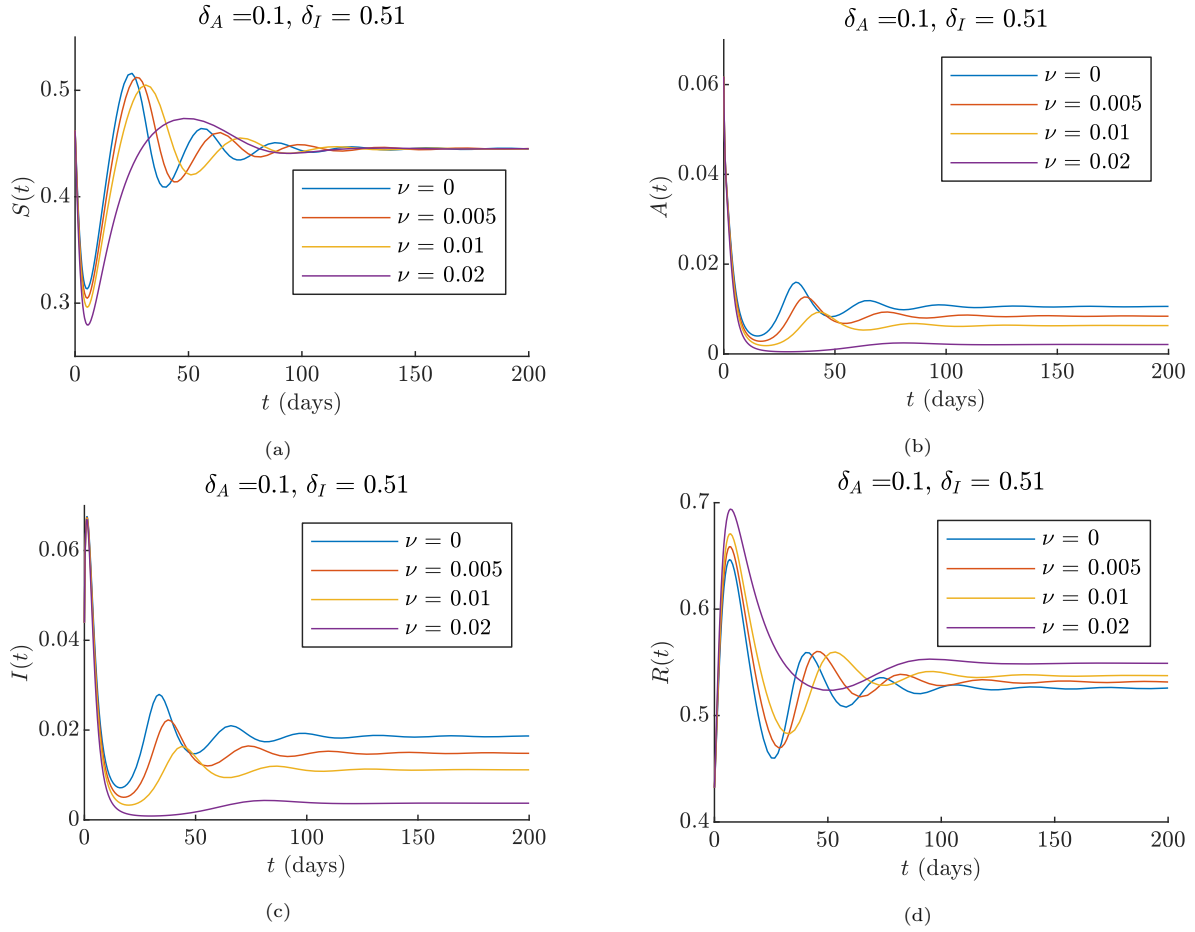 δ_A =0.1, δ_I = 0.51
S(t)
0.5
0.4
0.3
0 50 100 150 200
t (days)
ν = 0
ν = 0.005
ν = 0.01
ν = 0.02
(a)
δ_A =0.1, δ_I = 0.51
A(t)
0.06
0.04
0.02
0
0 50 100 150 200
t (days)
ν = 0
ν = 0.005
ν = 0.01
ν = 0.02
(b)
δ_A =0.1, δ_I = 0.51
I(t)
0.06
0.04
0.02
0
0 50 100 150 200
t (days)
ν = 0
ν = 0.005
ν = 0.01
ν = 0.02
(c)
δ_A =0.1, δ_I = 0.51
R(t)
0.7
0.6
0.5
0.4
0 50 100 150 200
t (days)
ν = 0
ν = 0.005
ν = 0.01
ν = 0.02
(d)